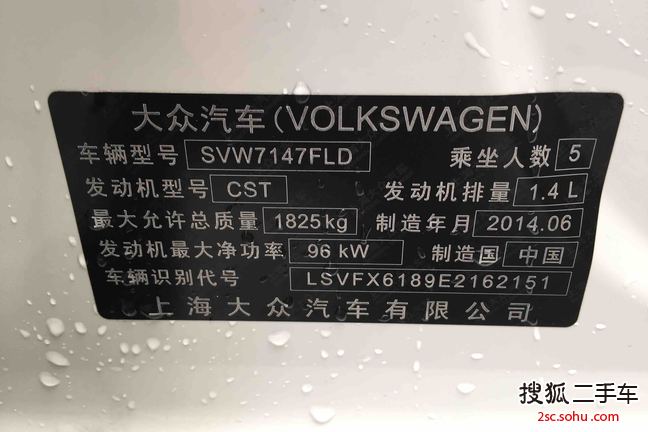 大众汽车(VOLKSWAGEN)
车辆型号 SVW7147FLD 乘坐人数 5
发动机型号 CST 发动机排量 1.4L
最大允许总质量 1825kg 制造年月 2014.06
发动机最大净功率 96kW 制造国 中国
车辆识别代号 LSVFX6189E2162151
上海大众汽车有限公司
搜狐二手车
2sc.sohu.com